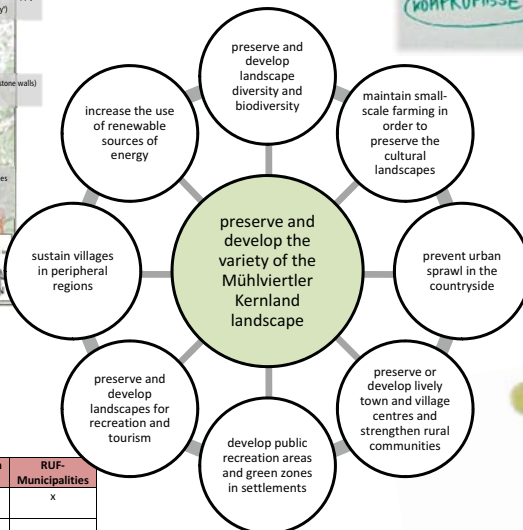 y")
KOMPROMISSE
stone walls)
es
preserve and
develop
landscape
diversity and
biodiversity
increase the use
of renewable
sources of
energy
maintain small-
scale farming in
order to
preserve the
cultural
landscapes
preserve and
develop the
variety of the
Mühlviertler
Kernland
landscape
sustain villages
in peripheral
regions
prevent urban
sprawl in the
countryside
preserve and
develop
landscapes for
recreation and
tourism
preserve or
develop lively
town and village
centres and
strengthen rural
communities
develop public
recreation areas
and green zones
in settlements
RUF-
Municipalities
x